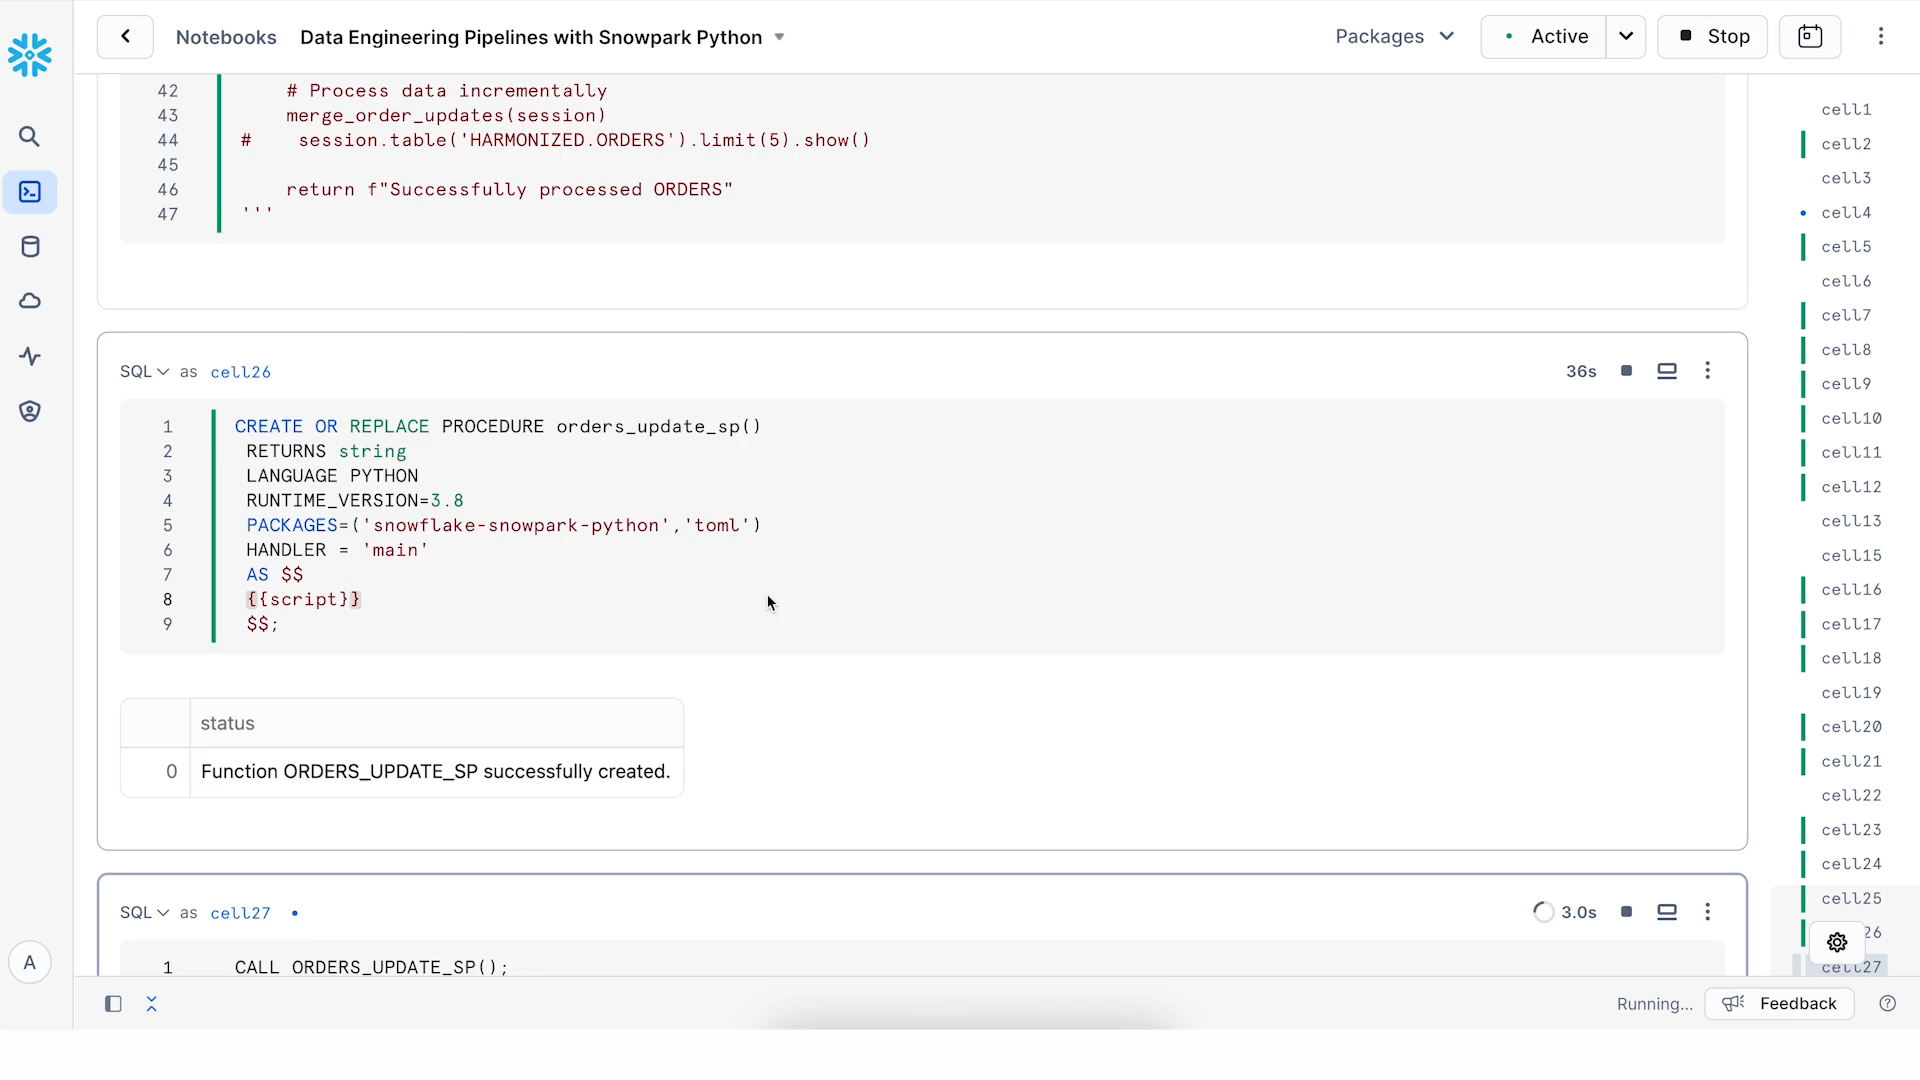 Notebooks
Data Engineering Pipelines with Snowpark Python
Packages
Active
Stop
42 # Process data incrementally
43 merge_order_updates(session)
44 # session.table('HARMONIZED.ORDERS').limit(5).show()
45
46 return f"Successfully processed ORDERS"
47 '''
SQL as cell26
36s
1 CREATE OR REPLACE PROCEDURE orders_update_sp()
2 RETURNS string
3 LANGUAGE PYTHON
4 RUNTIME_VERSION=3.8
5 PACKAGES=('snowflake-snowpark-python','toml')
6 HANDLER = 'main'
7 AS $$
8 {{script}}
9 $$;
status
0 Function ORDERS_UPDATE_SP successfully created.
SQL as cell27
3.0s
1 CALL ORDERS_UPDATE_SP();
cell1
cell2
cell3
cell4
cell5
cell6
cell7
cell8
cell9
cell10
cell11
cell12
cell13
cell15
cell16
cell17
cell18
cell19
cell20
cell21
cell22
cell23
cell24
cell25
26
cell27
A
Running...
Feedback